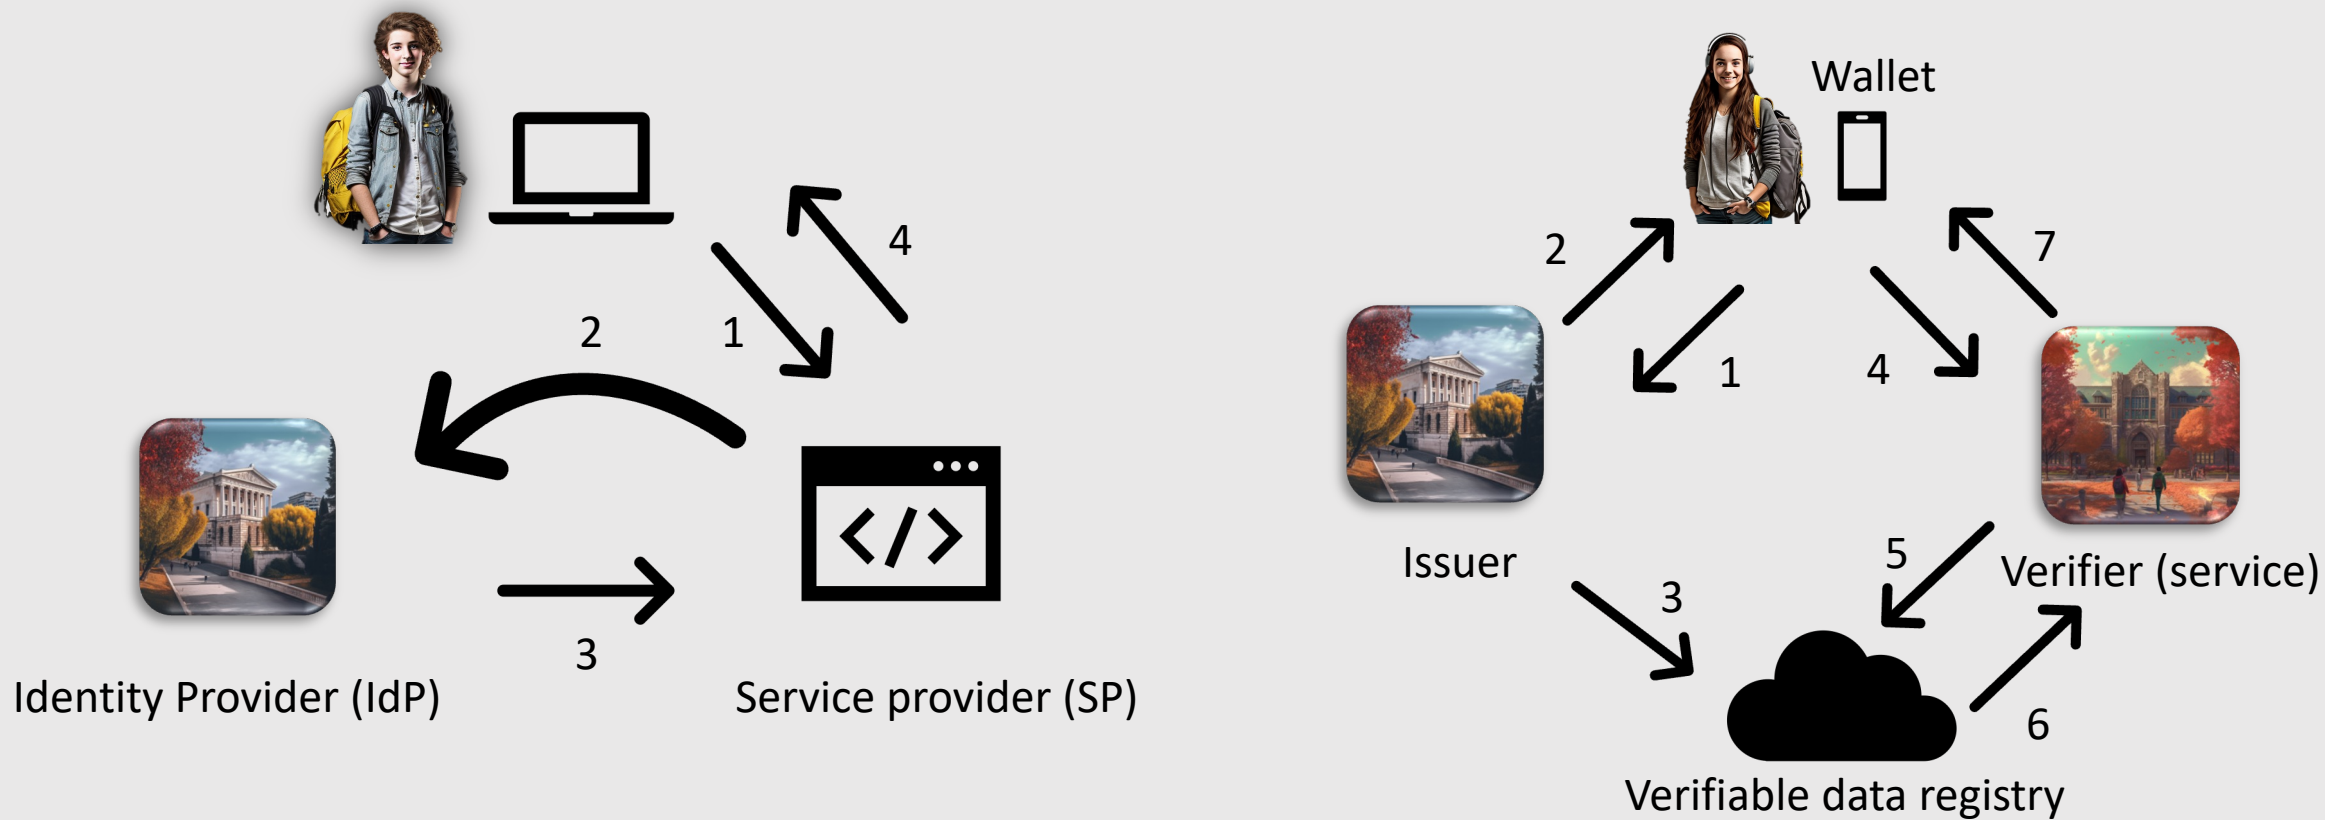 4
2
1
3
Identity Provider (IdP)
Service provider (SP)
</>
Wallet
2
7
1
4
Issuer
5
Verifier (service)
3
6
Verifiable data registry